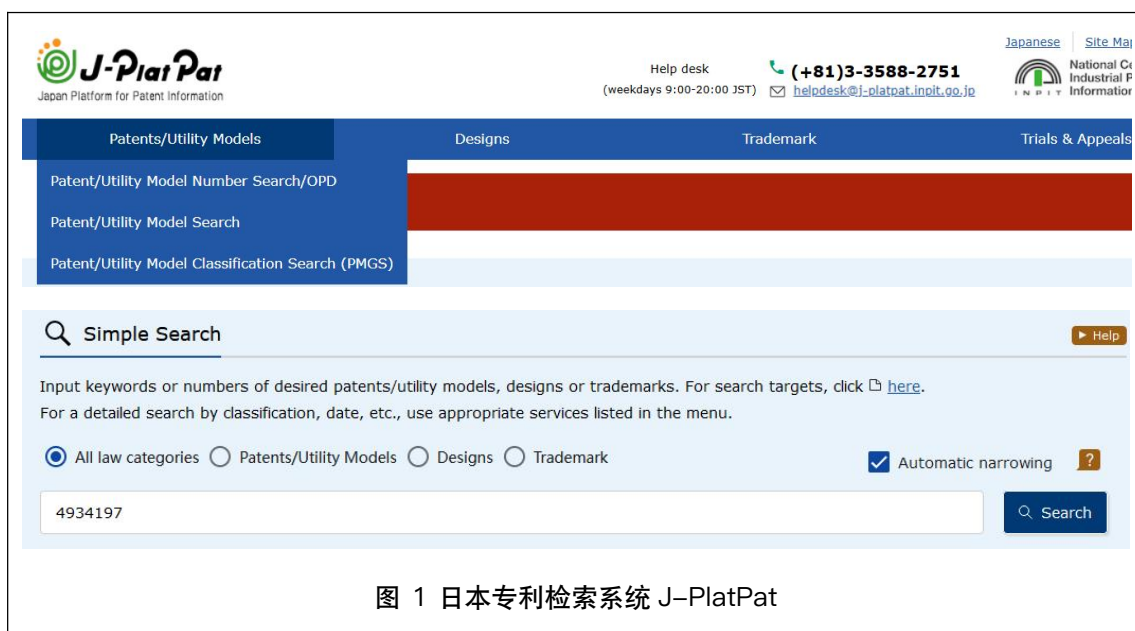 Japanese Site Map
J-PlatPat
Japan Platform for Patent Information
Help desk
(weekdays 9:00-20:00 JST)
(+81)3-3588-2751
helpdesk@j-platpat.inpit.go.jp
INPIT
National Ce
Industrial P
Information
Patents/Utility Models Designs Trademark Trials & Appeals
Patent/Utility Model Number Search/OPD
Patent/Utility Model Search
Patent/Utility Model Classification Search (PMGS)
Simple Search
Help
Input keywords or numbers of desired patents/utility models, designs or trademarks. For search targets, click here.
For a detailed search by classification, date, etc., use appropriate services listed in the menu.
All law categories Patents/Utility Models Designs Trademark
Automatic narrowing ?
4934197
Search
图 1 日本专利检索系统 J-PlatPat